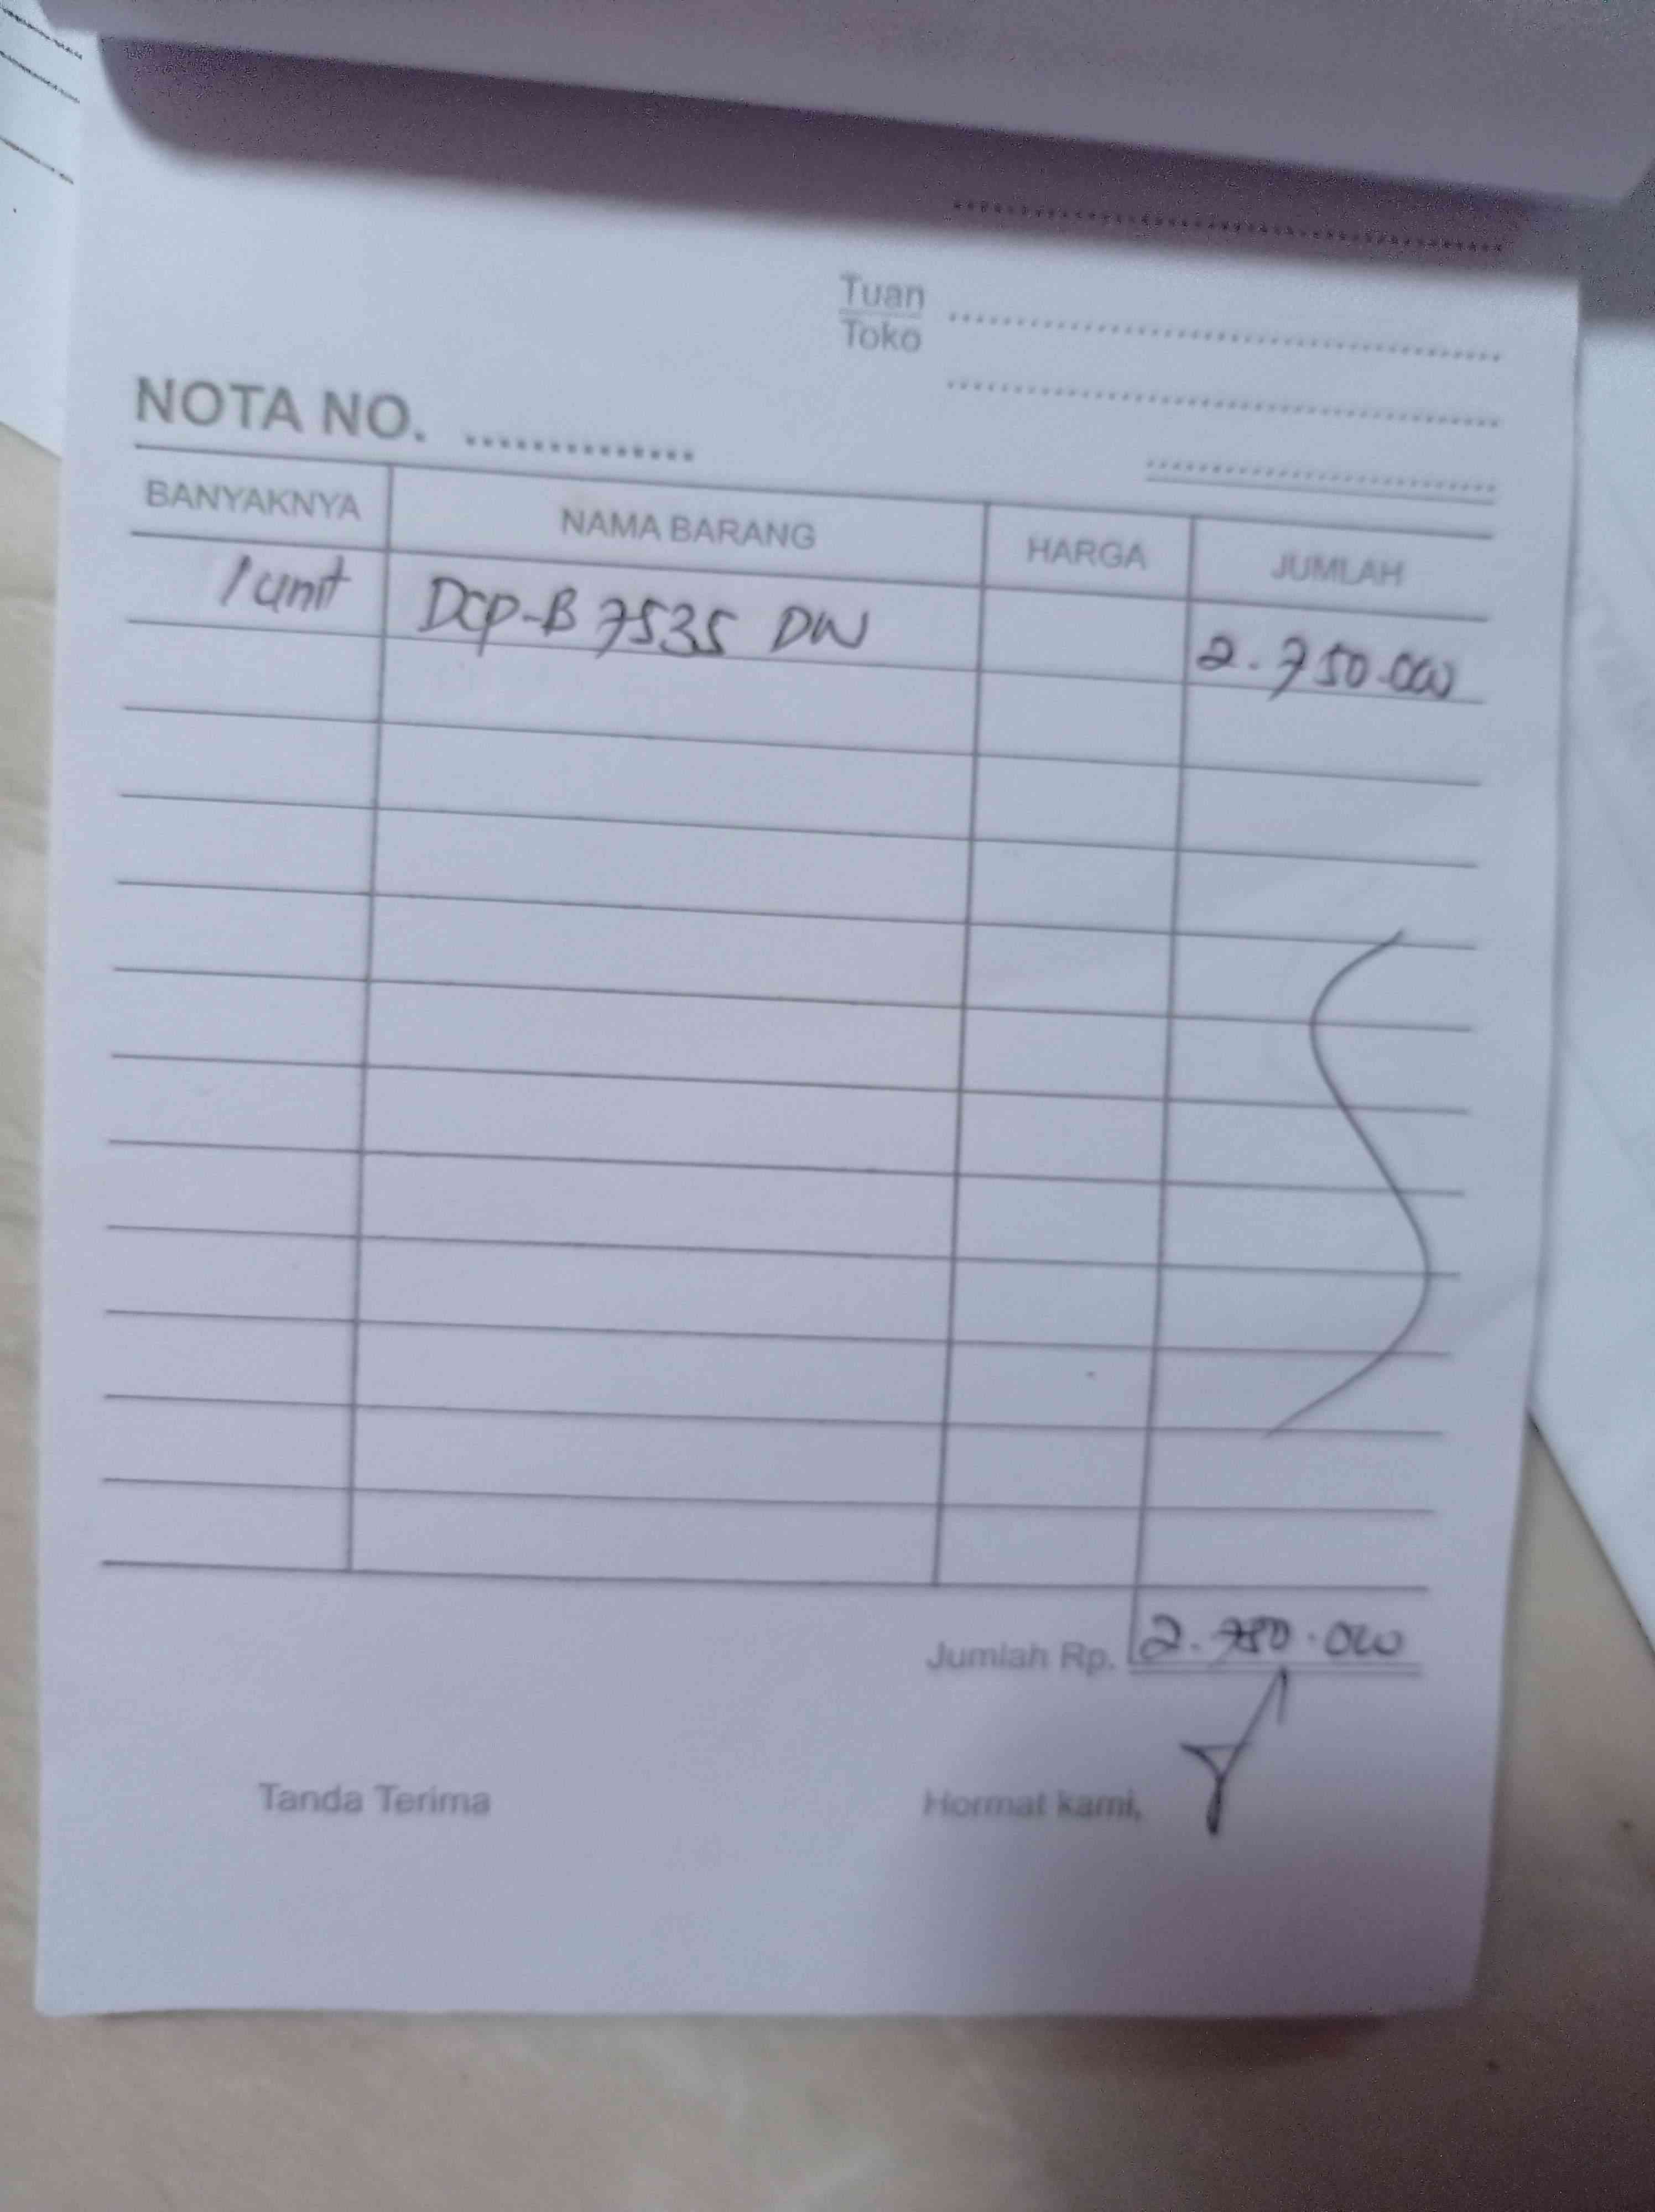 Tuan
Toko
NOTA NO.
BANYAKNYA NAMA BARANG HARGA JUMLAH
1 unit DCP-B 7535 DW 2.750.000
Jumlah Rp. 2.750.000
Tanda Terima Hormat kami,